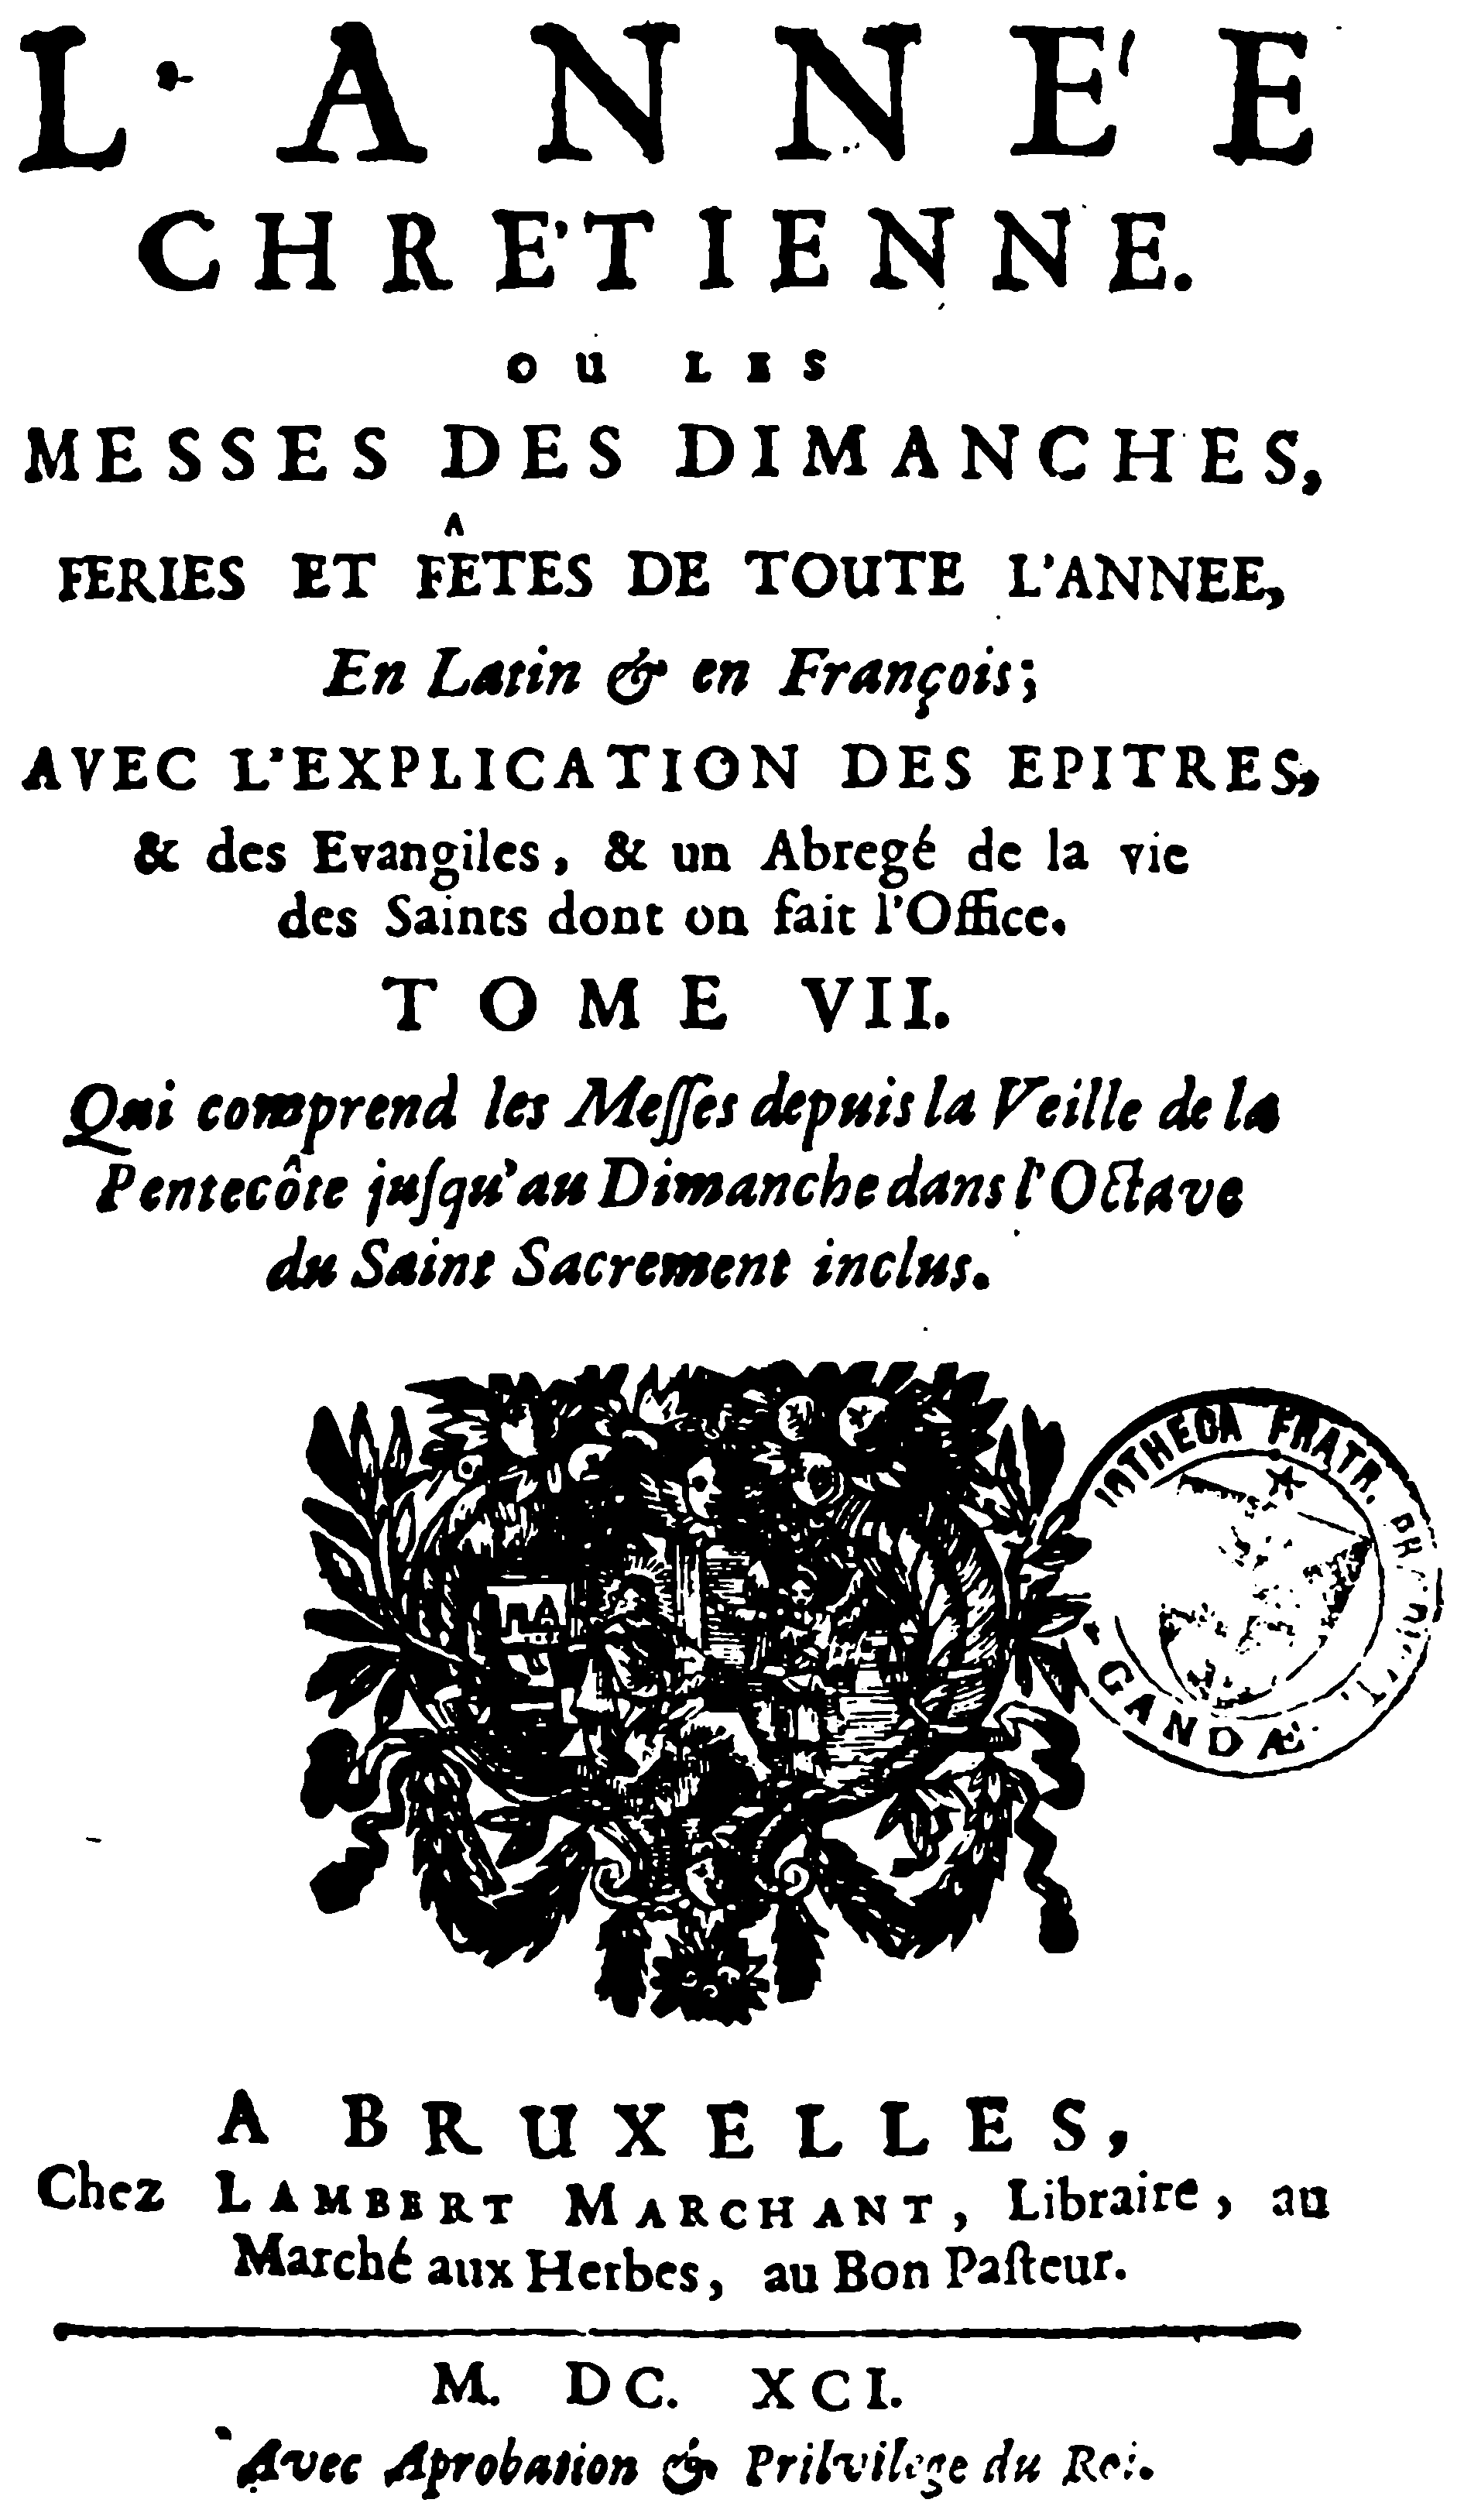 L'ANNE'E
CHRE'TIENNE.
OU LES
MESSES DES DIMANCHES,
FERIES ET FÊTES DE TOUTE L'ANNEE,
En Latin & en François;
AVEC L'EXPLICATION DES EPITRES,
& des Evangiles, & un Abregé de la vie
des Saints dont on fait l'Office.
TOME VII.
Qui comprend les Meſſes depuis la Veille de la
Pentecôte juſqu'au Dimanche dans l'Octave
du Saint Sacrement inclus.
IOTHECA FRATR.
GANDÆ
A BRUXELLES,
Chez LAMBERT MARCHANT, Libraire, au
Marché aux Herbes, au Bon Paſteur.
M. DC. XCI.
Avec Aprobation & Privilege du Roi.